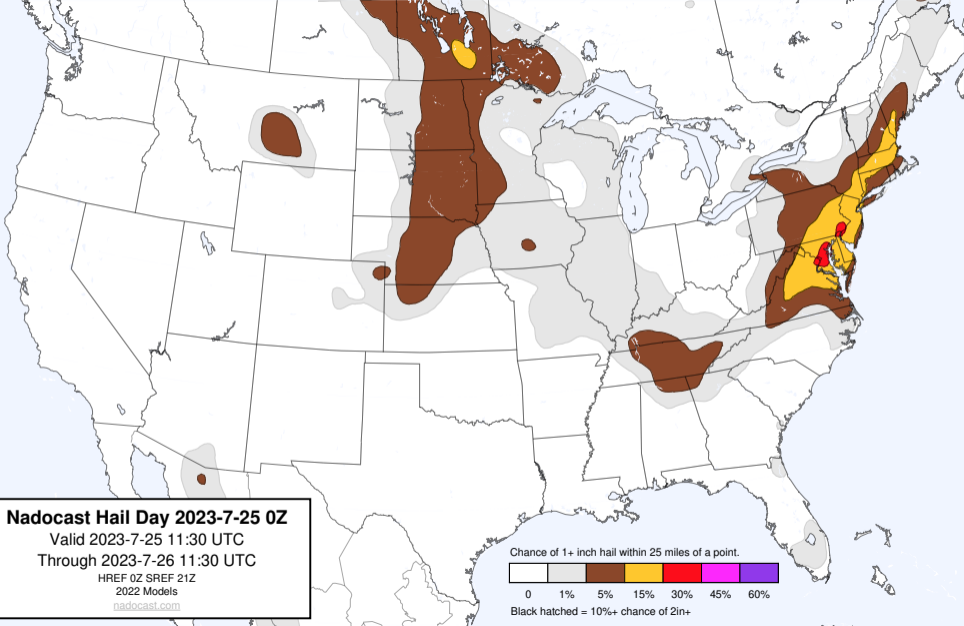 Nadocast Hail Day 2023-7-25 0Z
Valid 2023-7-25 11:30 UTC
Through 2023-7-26 11:30 UTC
HREF 0Z SREF 21Z
2022 Models
nadocast.com
Chance of 1+ inch hail within 25 miles of a point.
0 1% 5% 15% 30% 45% 60%
Black hatched = 10%+ chance of 2in+